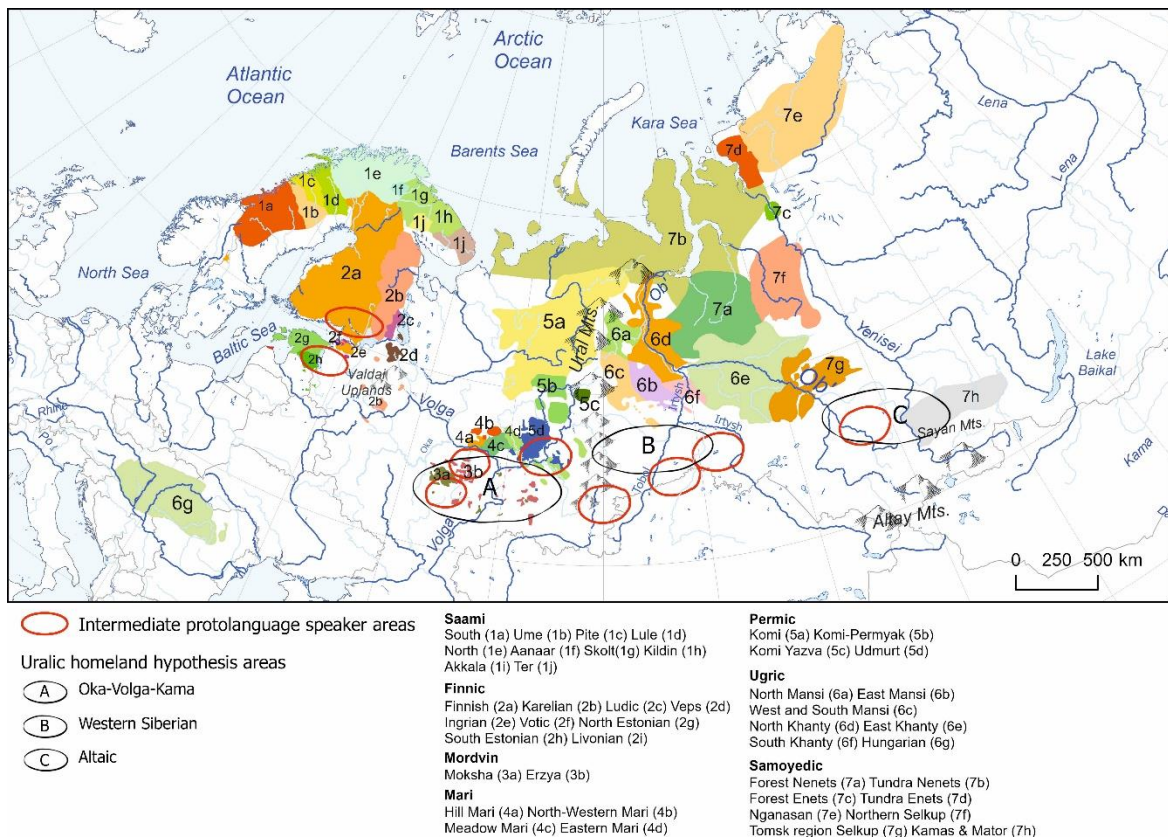 Arctic
Ocean
Atlantic
Ocean
Kara Sea
Barents Sea
North Sea
Baltic Sea
Lena
Lena
7e
7d
7c
7b
7f
7a
1e
1c
1f
1g
1a
1b
1d
1h
1j
1j
2a
2b
2c
2d
2f
2e
2g
2h
2b
Valdai
Uplands
Ob'
Ural Mts.
5a
6a
6d
6c
6b
6f
6e
7g
Ob'
5b
5c
Irtysh
Irtysh
Yenisei
Lake
Baikal
7h
C
Sayan Mts.
Kama
Altay Mts.
Volga
Oka
4b
4a
4d
4c
5d
3a
3b
A
B
Tobol
Volga
Rhine
Po
6g
0 250 500 km
Intermediate protolanguage speaker areas
Uralic homeland hypothesis areas
A Oka-Volga-Kama
B Western Siberian
C Altaic
Saami
South (1a) Ume (1b) Pite (1c) Lule (1d)
North (1e) Aanaar (1f) Skolt(1g) Kildin (1h)
Akkala (1i) Ter (1j)
Finnic
Finnish (2a) Karelian (2b) Ludic (2c) Veps (2d)
Ingrian (2e) Votic (2f) North Estonian (2g)
South Estonian (2h) Livonian (2i)
Mordvin
Moksha (3a) Erzya (3b)
Mari
Hill Mari (4a) North-Western Mari (4b)
Meadow Mari (4c) Eastern Mari (4d)
Permic
Komi (5a) Komi-Permyak (5b)
Komi Yazva (5c) Udmurt (5d)
Ugric
North Mansi (6a) East Mansi (6b)
West and South Mansi (6c)
North Khanty (6d) East Khanty (6e)
South Khanty (6f) Hungarian (6g)
Samoyedic
Forest Nenets (7a) Tundra Nenets (7b)
Forest Enets (7c) Tundra Enets (7d)
Nganasan (7e) Northern Selkup (7f)
Tomsk region Selkup (7g) Kamas & Mator (7h)